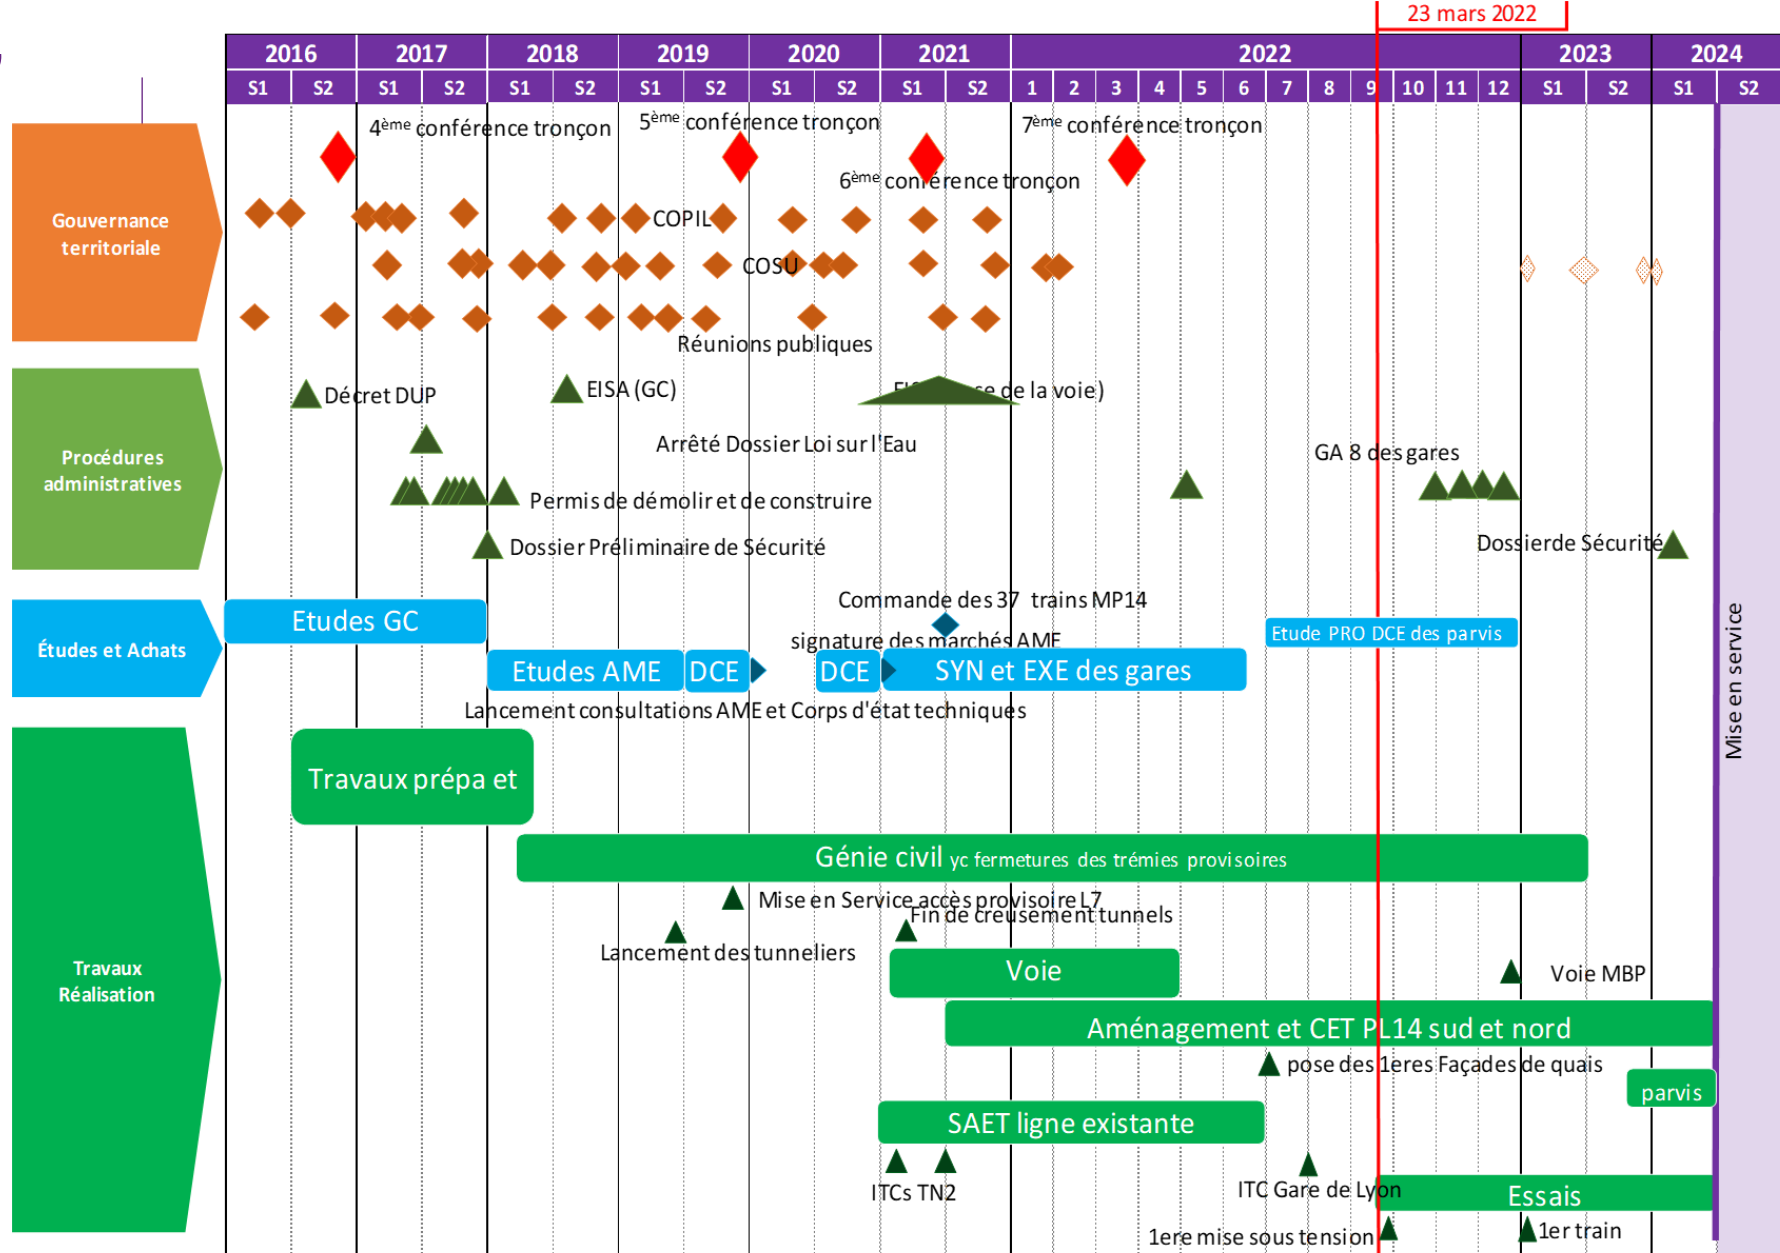 23 mars 2022
2016 2017 2018 2019 2020 2021 2022 2023 2024
S1 S2 S1 S2 S1 S2 S1 S2 S1 S2 S1 S2 1 2 3 4 5 6 7 8 9 10 11 12 S1 S2 S1 S2
Gouvernance
territoriale
4ème conférence tronçon
5ème conférence tronçon
7ème conférence tronçon
6ème conférence tronçon
COPIL
COSU
Réunions publiques
Procédures
administratives
Décret DUP
EISA (GC)
de la voie)
Arrêté Dossier Loi sur l'Eau
GA 8 des gares
Permis de démolir et de construire
Dossier Préliminaire de Sécurité
Dossierde Sécurité
Études et Achats
Etudes GC
Commande des 37 trains MP14
signature des marchés AME
Etude PRO DCE des parvis
Etudes AME
DCE
DCE
SYN et EXE des gares
Lancement consultations AME et Corps d'état techniques
Mise en service
Travaux
Réalisation
Travaux prépa et
Génie civil yc fermetures des trémies provisoires
Mise en Service accès provisoire L7
Fin de creusement tunnels
Lancement des tunneliers
Voie
Voie MBP
Aménagement et CET PL14 sud et nord
pose des 1eres Façades de quais
parvis
SAET ligne existante
ITCs TN2
ITC Gare de Lyon
Essais
1ere mise sous tension
1er train